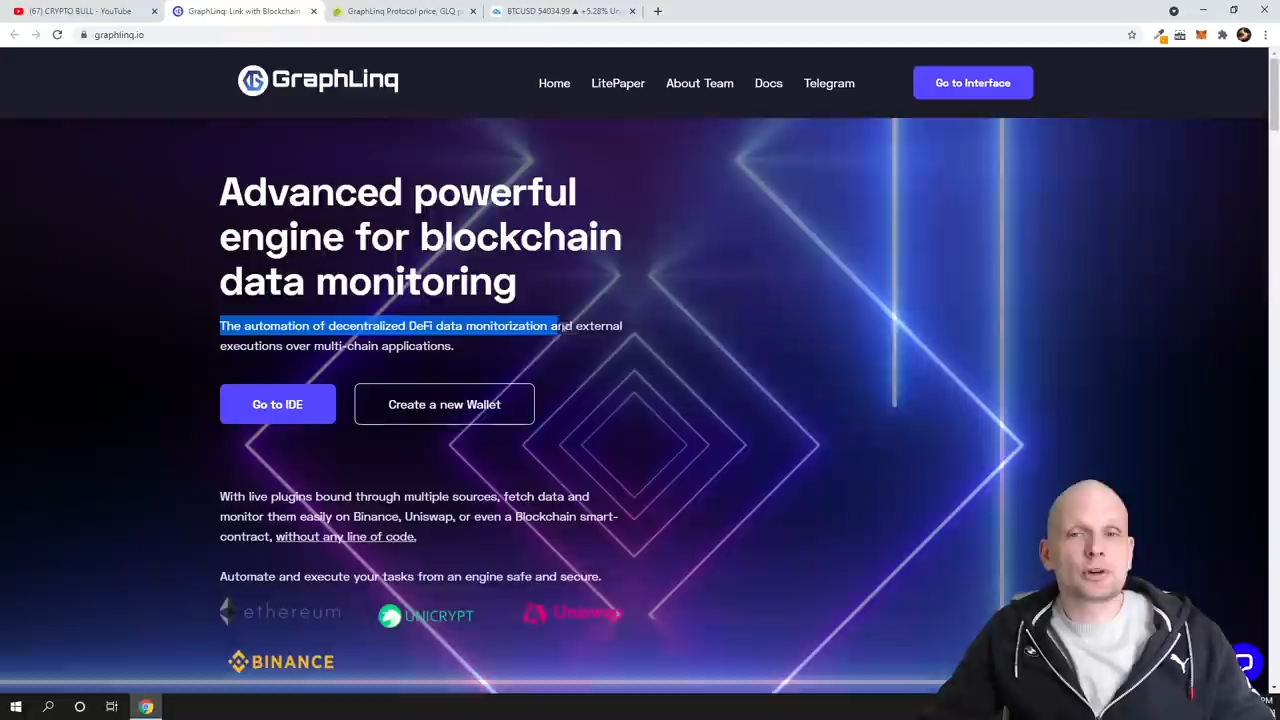 (67) CRYPTO BULL - YouTube
GraphLinq: Link with Blockchain
GraphLinq Protocol price, GLQ p
BTCUSD 54034.99 ▲ +5.28% Un
graphlinq.io
GraphLinq
Home
LitePaper
About Team
Docs
Telegram
Go to Interface
Advanced powerful
engine for blockchain
data monitoring
The automation of decentralized DeFi data monitorization and external
executions over multi-chain applications.
Go to IDE
Create a new Wallet
With live plugins bound through multiple sources, fetch data and
monitor them easily on Binance, Uniswap, or even a Blockchain smart-
contract, without any line of code.
Automate and execute your tasks from an engine safe and secure.
ethereum
UNICRYPT
Uniswap
BINANCE